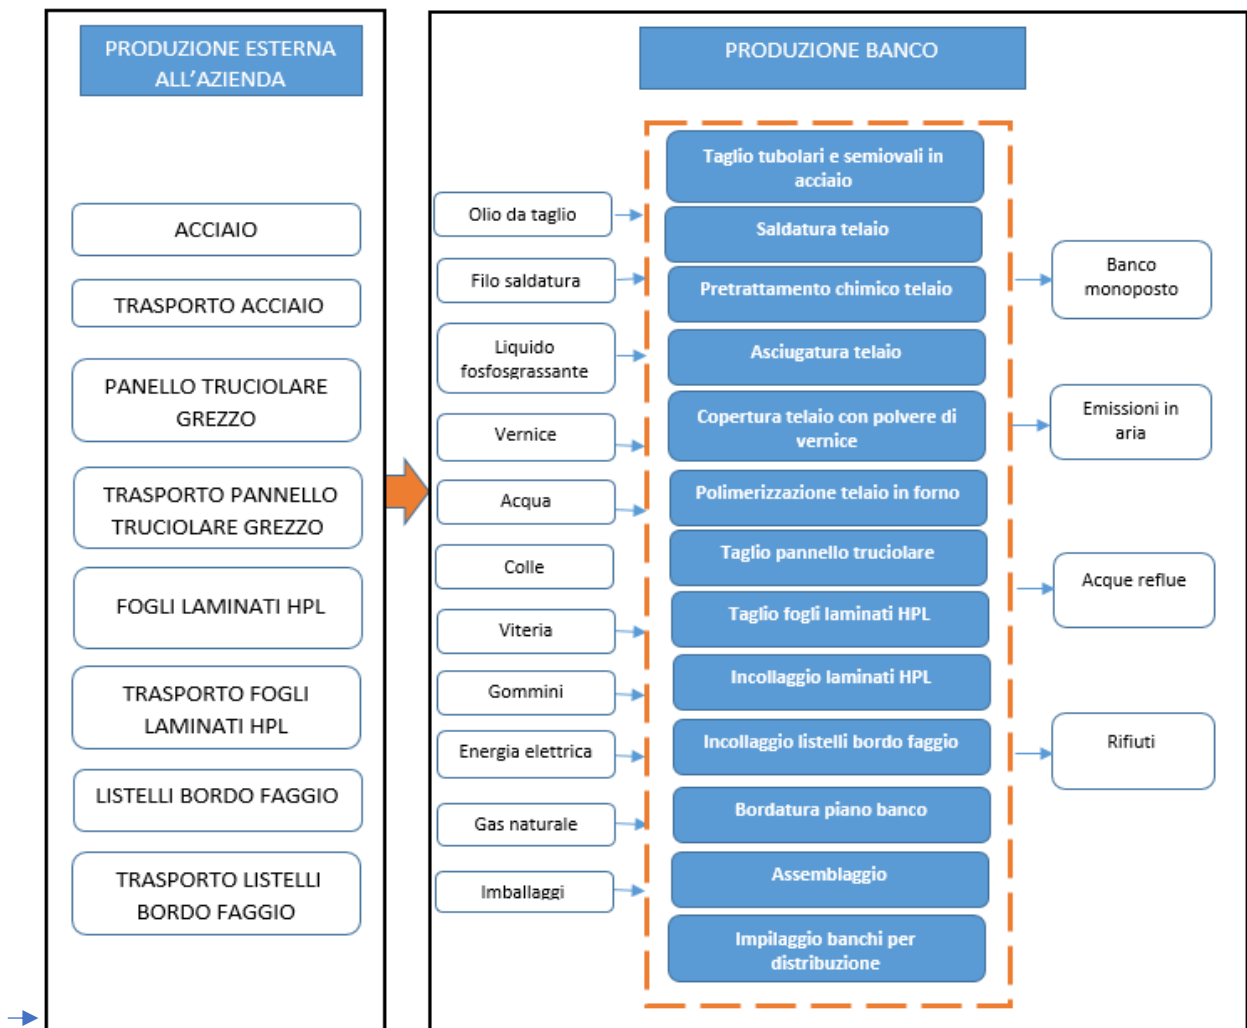 PRODUZIONE ESTERNA
ALL'AZIENDA
ACCIAIO
TRASPORTO ACCIAIO
PANELLO TRUCIOLARE
GREZZO
TRASPORTO PANNELLO
TRUCIOLARE GREZZO
FOGLI LAMINATI HPL
TRASPORTO FOGLI
LAMINATI HPL
LISTELLI BORDO FAGGIO
TRASPORTO LISTELLI
BORDO FAGGIO
PRODUZIONE BANCO
Olio da taglio
Filo saldatura
Liquido
fosfosgrassante
Vernice
Acqua
Colle
Viteria
Gommini
Energia elettrica
Gas naturale
Imballaggi
Taglio tubolari e semiovali in
acciaio
Saldatura telaio
Pretrattamento chimico telaio
Asciugatura telaio
Copertura telaio con polvere di
vernice
Polimerizzazione telaio in forno
Taglio pannello truciolare
Taglio fogli laminati HPL
Incollaggio laminati HPL
Incollaggio listelli bordo faggio
Bordatura piano banco
Assemblaggio
Impilaggio banchi per
distribuzione
Banco
monoposto
Emissioni in
aria
Acque reflue
Rifiuti